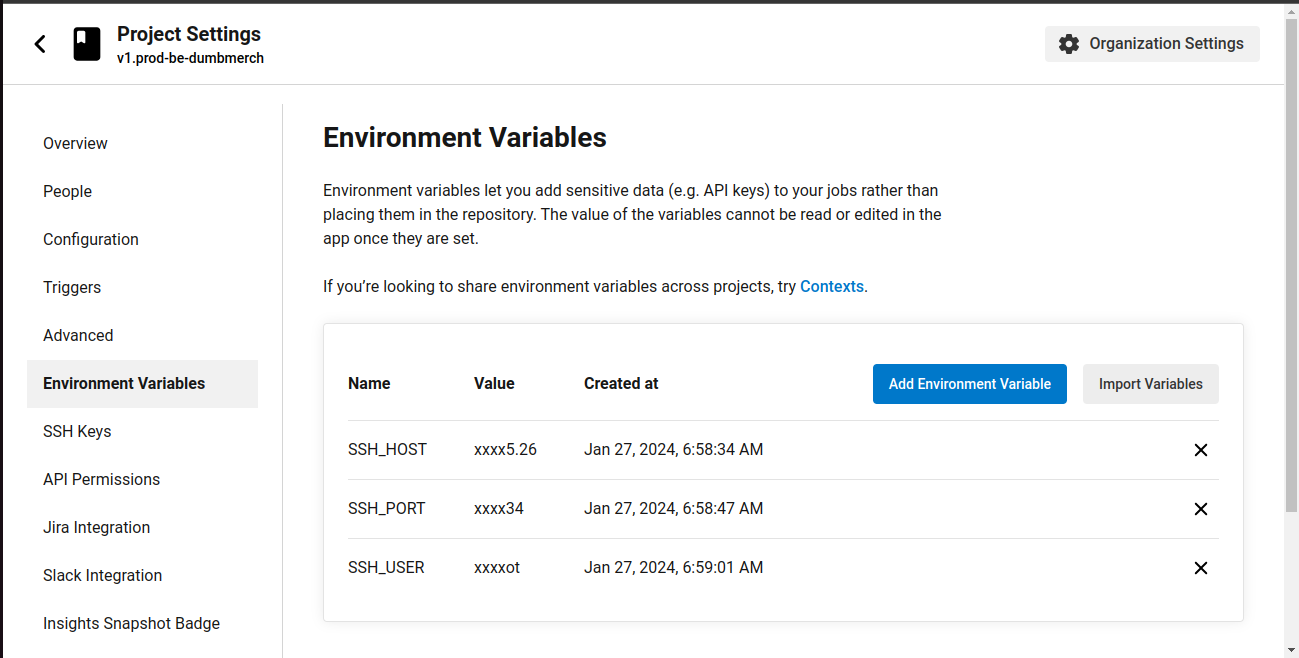 Project Settings
v1.prod-be-dumbmerch
Organization Settings
Overview
People
Configuration
Triggers
Advanced
Environment Variables
SSH Keys
API Permissions
Jira Integration
Slack Integration
Insights Snapshot Badge
Environment Variables
Environment variables let you add sensitive data (e.g. API keys) to your jobs rather than
placing them in the repository. The value of the variables cannot be read or edited in the
app once they are set.
If you’re looking to share environment variables across projects, try Contexts.
Name Value Created at Add Environment Variable Import Variables
SSH_HOST xxxx5.26 Jan 27, 2024, 6:58:34 AM
SSH_PORT xxxx34 Jan 27, 2024, 6:58:47 AM
SSH_USER xxxxot Jan 27, 2024, 6:59:01 AM